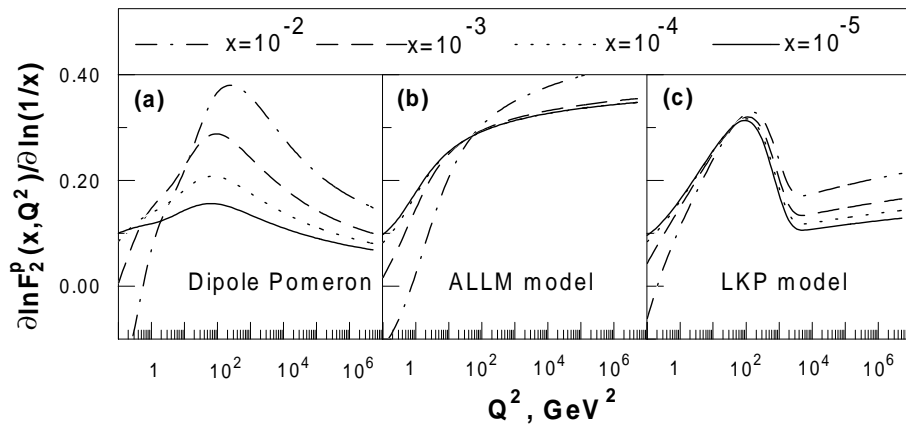 x=10^-2 x=10^-3 x=10^-4 x=10^-5
∂lnF₂^p(x,Q²)/∂ln(1/x)
0.40
0.20
0.00
(a) (b) (c)
Dipole Pomeron ALLM model LKP model
1 10² 10⁴ 10⁶ 1 10² 10⁴ 10⁶ 1 10² 10⁴ 10⁶
Q², GeV²